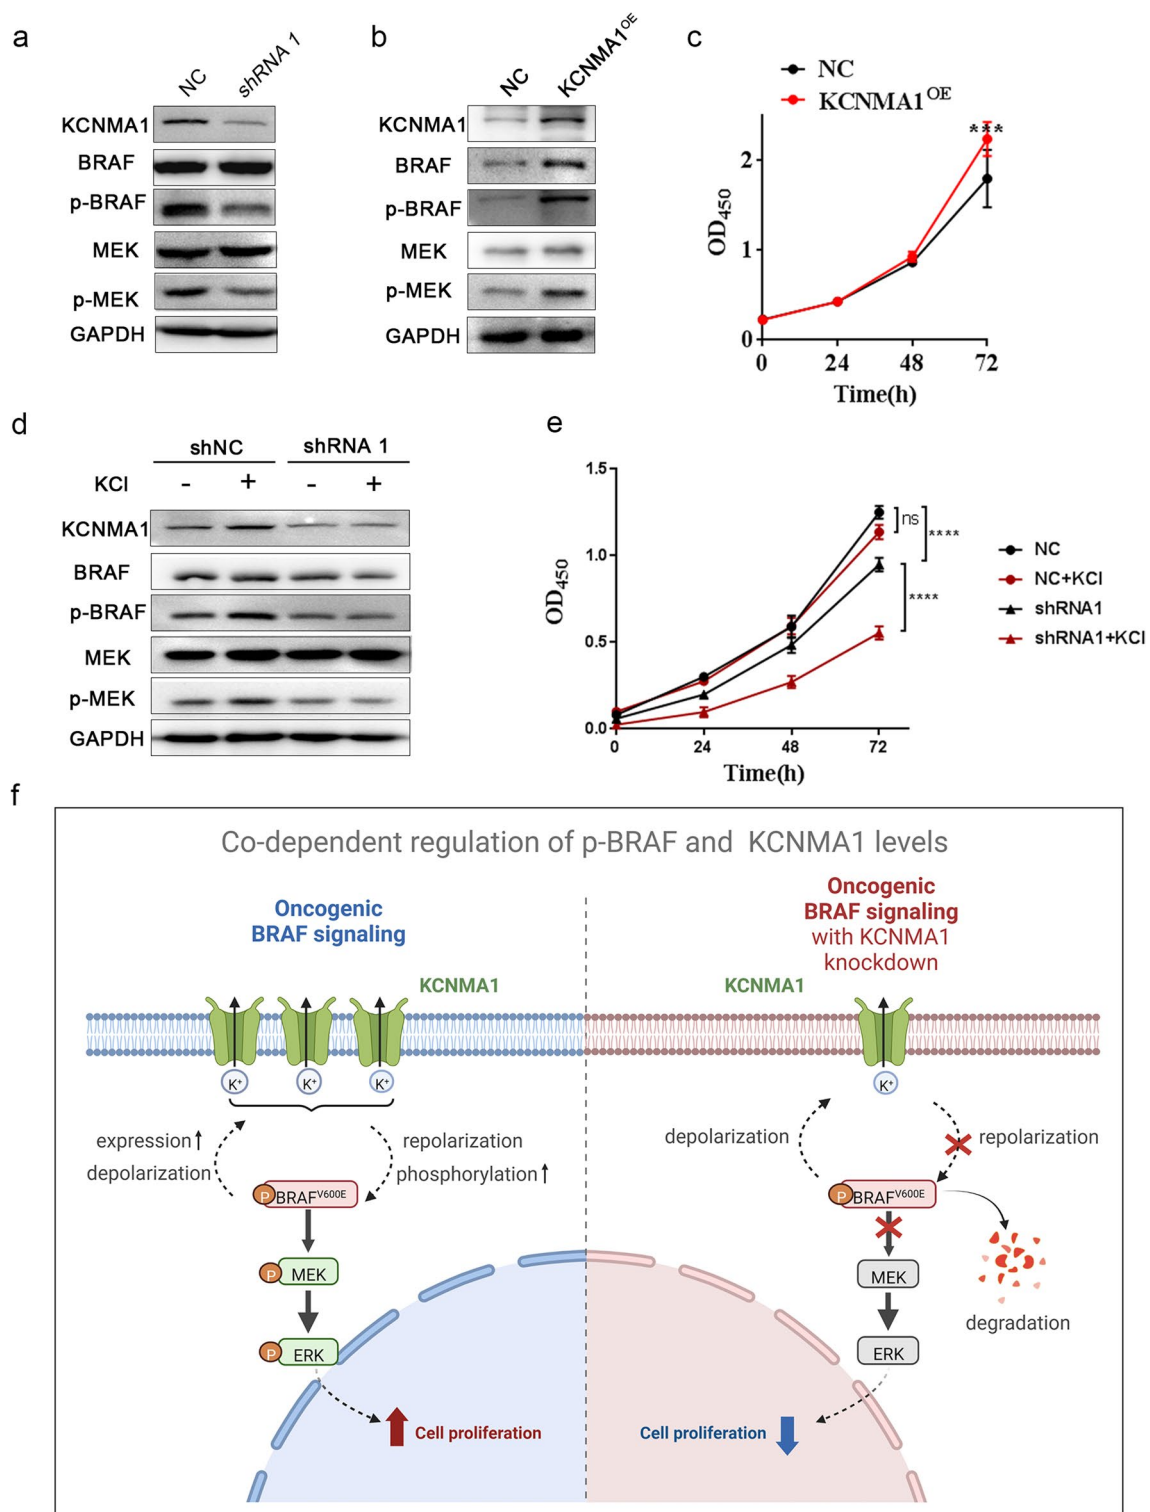 a
NC
shRNA 1
KCNMA1
BRAF
p-BRAF
MEK
p-MEK
GAPDH
b
NC
KCNMA1OE
KCNMA1
BRAF
p-BRAF
MEK
p-MEK
GAPDH
c
NC
KCNMA1OE
***
2
1
0
OD450
0 24 48 72
Time(h)
d
shNC shRNA 1
KCl - + - +
KCNMA1
BRAF
p-BRAF
MEK
p-MEK
GAPDH
e
1.5
1.0
0.5
0.0
OD450
0 24 48 72
Time(h)
ns
****
****
NC
NC+KCl
shRNA1
shRNA1+KCl
f
Co-dependent regulation of p-BRAF and KCNMA1 levels
Oncogenic
BRAF signaling
KCNMA1
K+ K+ K+
expression↑
depolarization
repolarization
phosphorylation↑
P BRAFV600E
P MEK
P ERK
Cell proliferation
Oncogenic
BRAF signaling
with KCNMA1
knockdown
KCNMA1
K+
depolarization
repolarization
P BRAFV600E
MEK
ERK
degradation
Cell proliferation